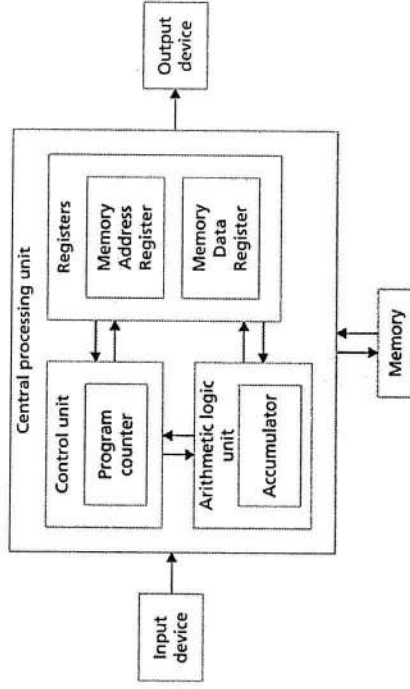 Central processing unit
Control unit
Program
counter
Registers
Memory
Address
Register
Memory
Data
Register
Arithmetic logic
unit
Accumulator
Input
device
Output
device
Memory